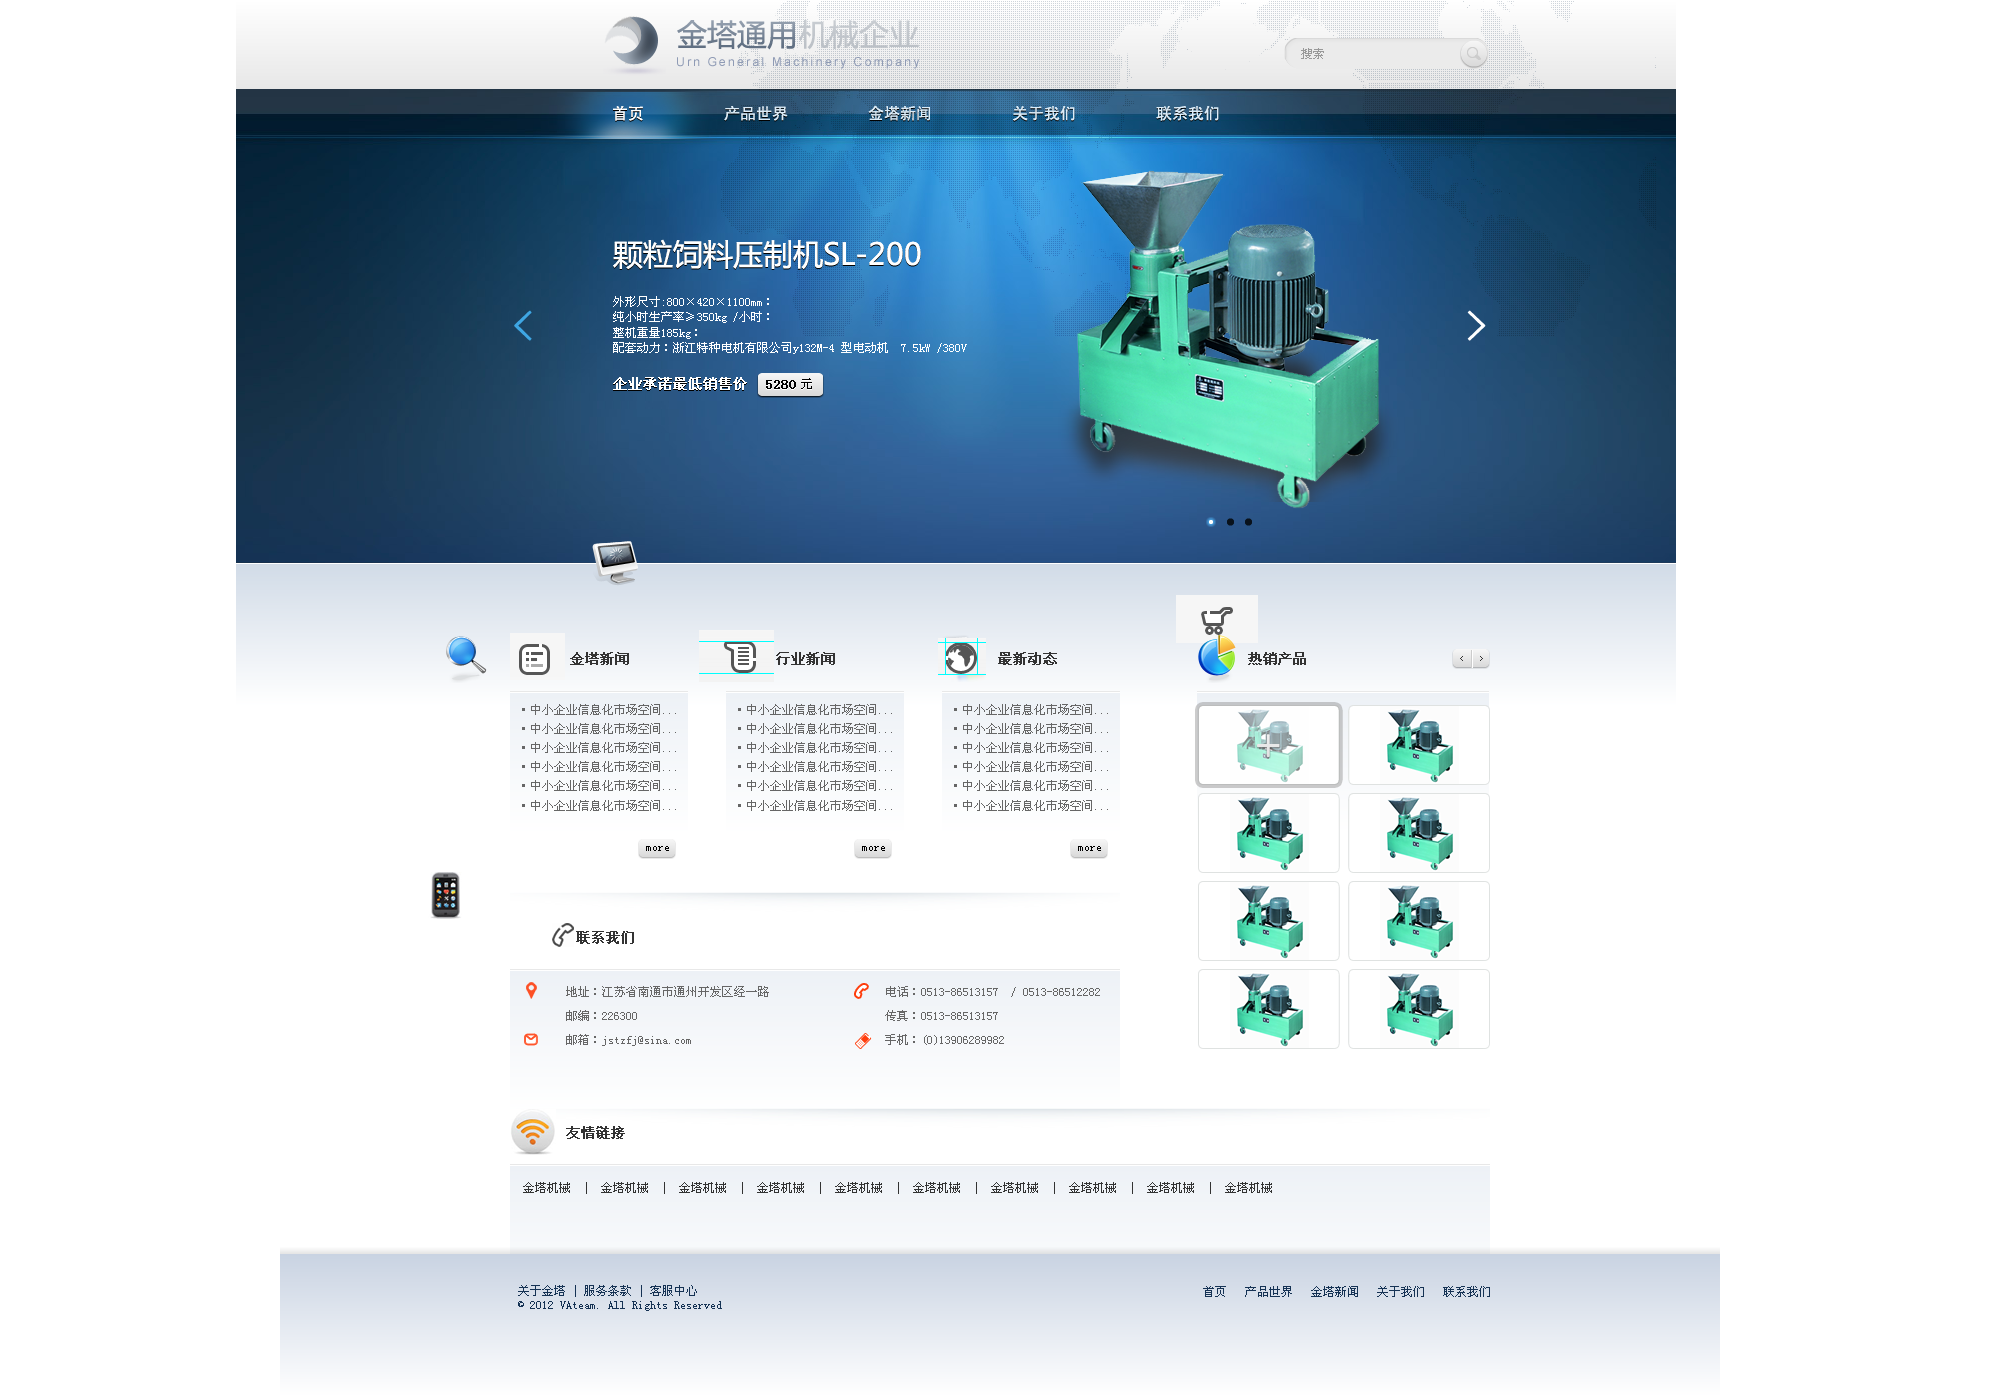 金塔通用机械企业
Urn General Machinery Company
搜索
首页 产品世界 金塔新闻 关于我们 联系我们
颗粒饲料压制机SL-200
外形尺寸:800×420×1100mm：
纯小时生产率≥350kg /小时：
整机重量185kg：
配套动力：浙江特种电机有限公司y132M-4 型电动机 7.5kW /380V
企业承诺最低销售价 5280 元
金塔新闻
中小企业信息化市场空间...
中小企业信息化市场空间...
中小企业信息化市场空间...
中小企业信息化市场空间...
中小企业信息化市场空间...
中小企业信息化市场空间...
more
行业新闻
中小企业信息化市场空间...
中小企业信息化市场空间...
中小企业信息化市场空间...
中小企业信息化市场空间...
中小企业信息化市场空间...
中小企业信息化市场空间...
more
最新动态
中小企业信息化市场空间...
中小企业信息化市场空间...
中小企业信息化市场空间...
中小企业信息化市场空间...
中小企业信息化市场空间...
中小企业信息化市场空间...
more
热销产品
联系我们
地址：江苏省南通市通州开发区经一路
邮编：226300
邮箱：jstzfj@sina.com
电话：0513-86513157 / 0513-86512282
传真：0513-86513157
手机：(0)13906289982
友情链接
金塔机械 | 金塔机械 | 金塔机械 | 金塔机械 | 金塔机械 | 金塔机械 | 金塔机械 | 金塔机械 | 金塔机械 | 金塔机械
关于金塔 | 服务条款 | 客服中心
© 2012 VAteam. All Rights Reserved
首页 产品世界 金塔新闻 关于我们 联系我们